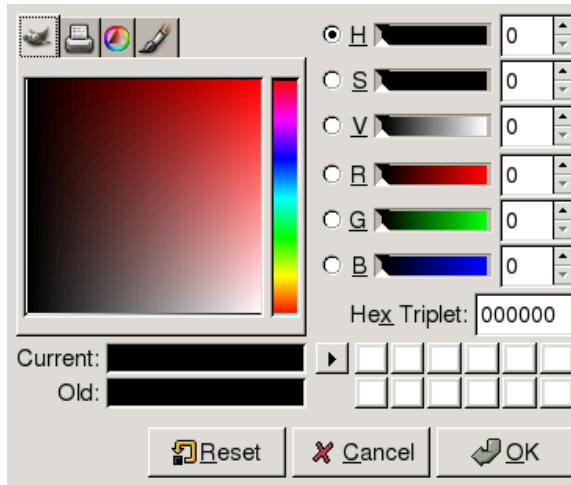 H 0
S 0
V 0
R 0
G 0
B 0
Hex Triplet: 000000
Current:
Old:
Reset Cancel OK